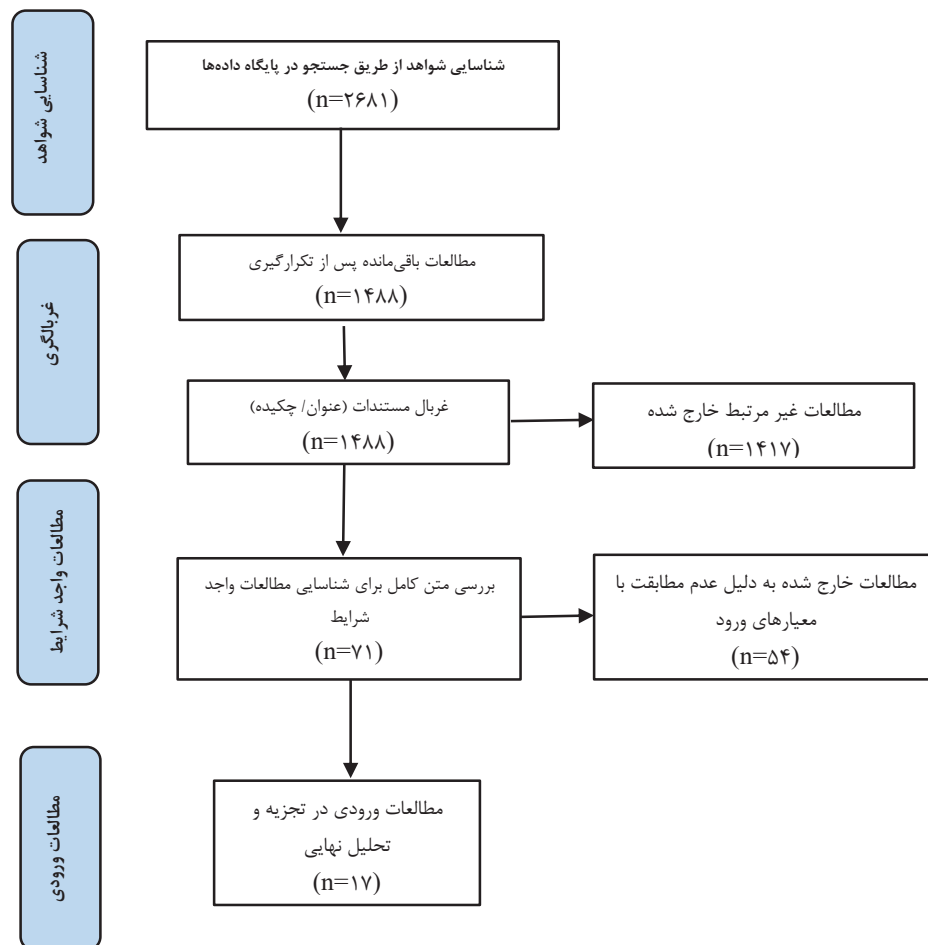 شناسایی شواهد
شناسایی شواهد از طریق جستجو در پایگاه داده‌ها
(n=۲۶۸۱)
غربالگری
مطالعات باقی‌مانده پس از تکرارگیری
(n=۱۴۸۸)
غربال مستندات (عنوان/ چکیده)
(n=۱۴۸۸)
مطالعات غیر مرتبط خارج شده
(n=۱۴۱۷)
مطالعات واجد شرایط
بررسی متن کامل برای شناسایی مطالعات واجد
شرایط
(n=۷۱)
مطالعات خارج شده به دلیل عدم مطابقت با
معیارهای ورود
(n=۵۴)
مطالعات ورودی
مطالعات ورودی در تجزیه و
تحلیل نهایی
(n=۱۷)